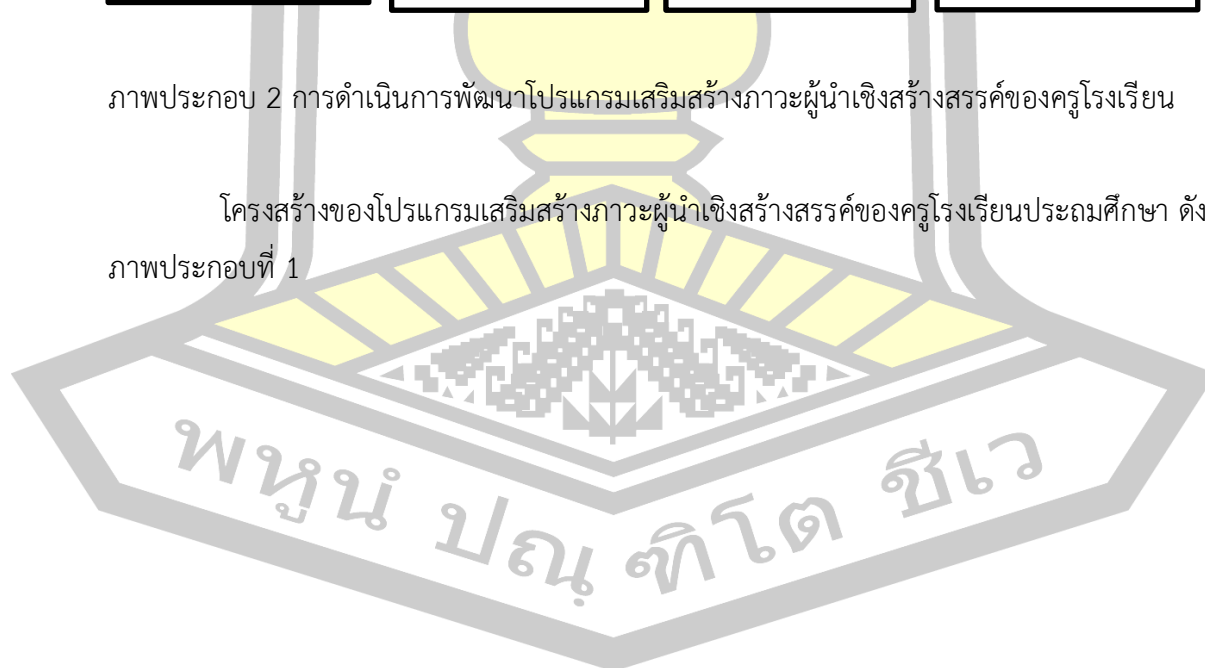 ภาพประกอบ 2 การดำเนินการพัฒนาโปรแกรมเสริมสร้างภาวะผู้นำเชิงสร้างสรรค์ของครูโรงเรียน
โครงสร้างของโปรแกรมเสริมสร้างภาวะผู้นำเชิงสร้างสรรค์ของครูโรงเรียนประถมศึกษา ดัง
ภาพประกอบที่ 1
พหูนํ ปณฺฑิโต ชีเว